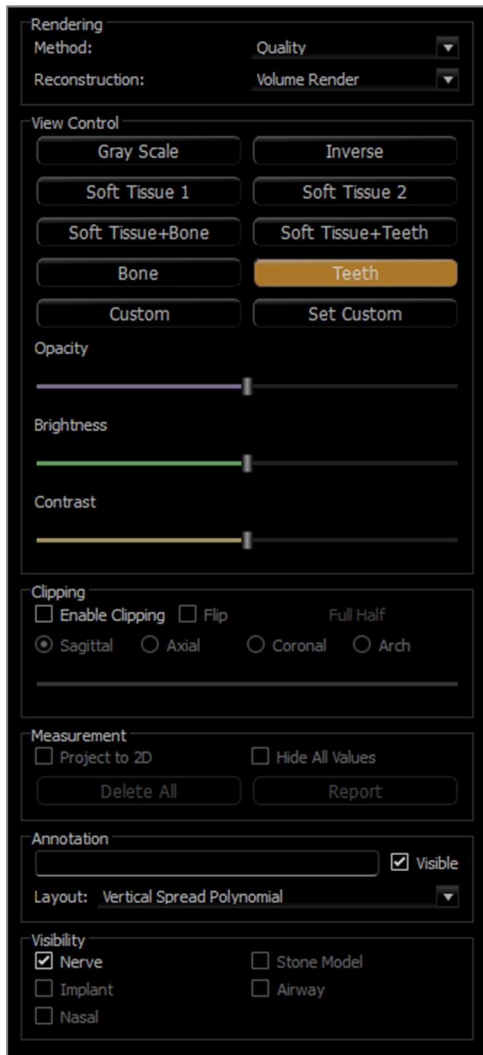 Rendering
Method: Quality
Reconstruction: Volume Render
View Control
Gray Scale Inverse
Soft Tissue 1 Soft Tissue 2
Soft Tissue+Bone Soft Tissue+Teeth
Bone Teeth
Custom Set Custom
Opacity
Brightness
Contrast
Clipping
Enable Clipping Flip Full Half
Sagittal Axial Coronal Arch
Measurement
Project to 2D Hide All Values
Delete All Report
Annotation
Visible
Layout: Vertical Spread Polynomial
Visibility
Nerve Stone Model
Implant Airway
Nasal